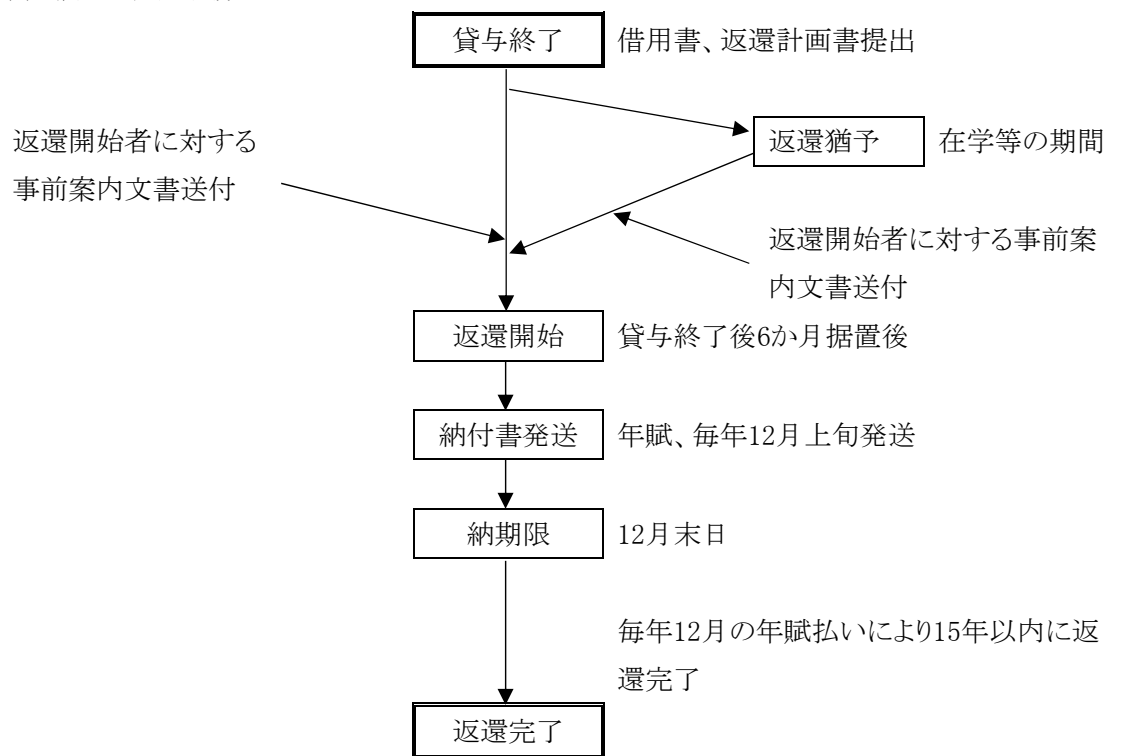 貸与終了
借用書、返還計画書提出
返還開始者に対する
事前案内文書送付
返還猶予
在学等の期間
返還開始者に対する事前案
内文書送付
返還開始
貸与終了後6か月据置後
納付書発送
年賦、毎年12月上旬発送
納期限
12月末日
毎年12月の年賦払いにより15年以内に返
還完了
返還完了